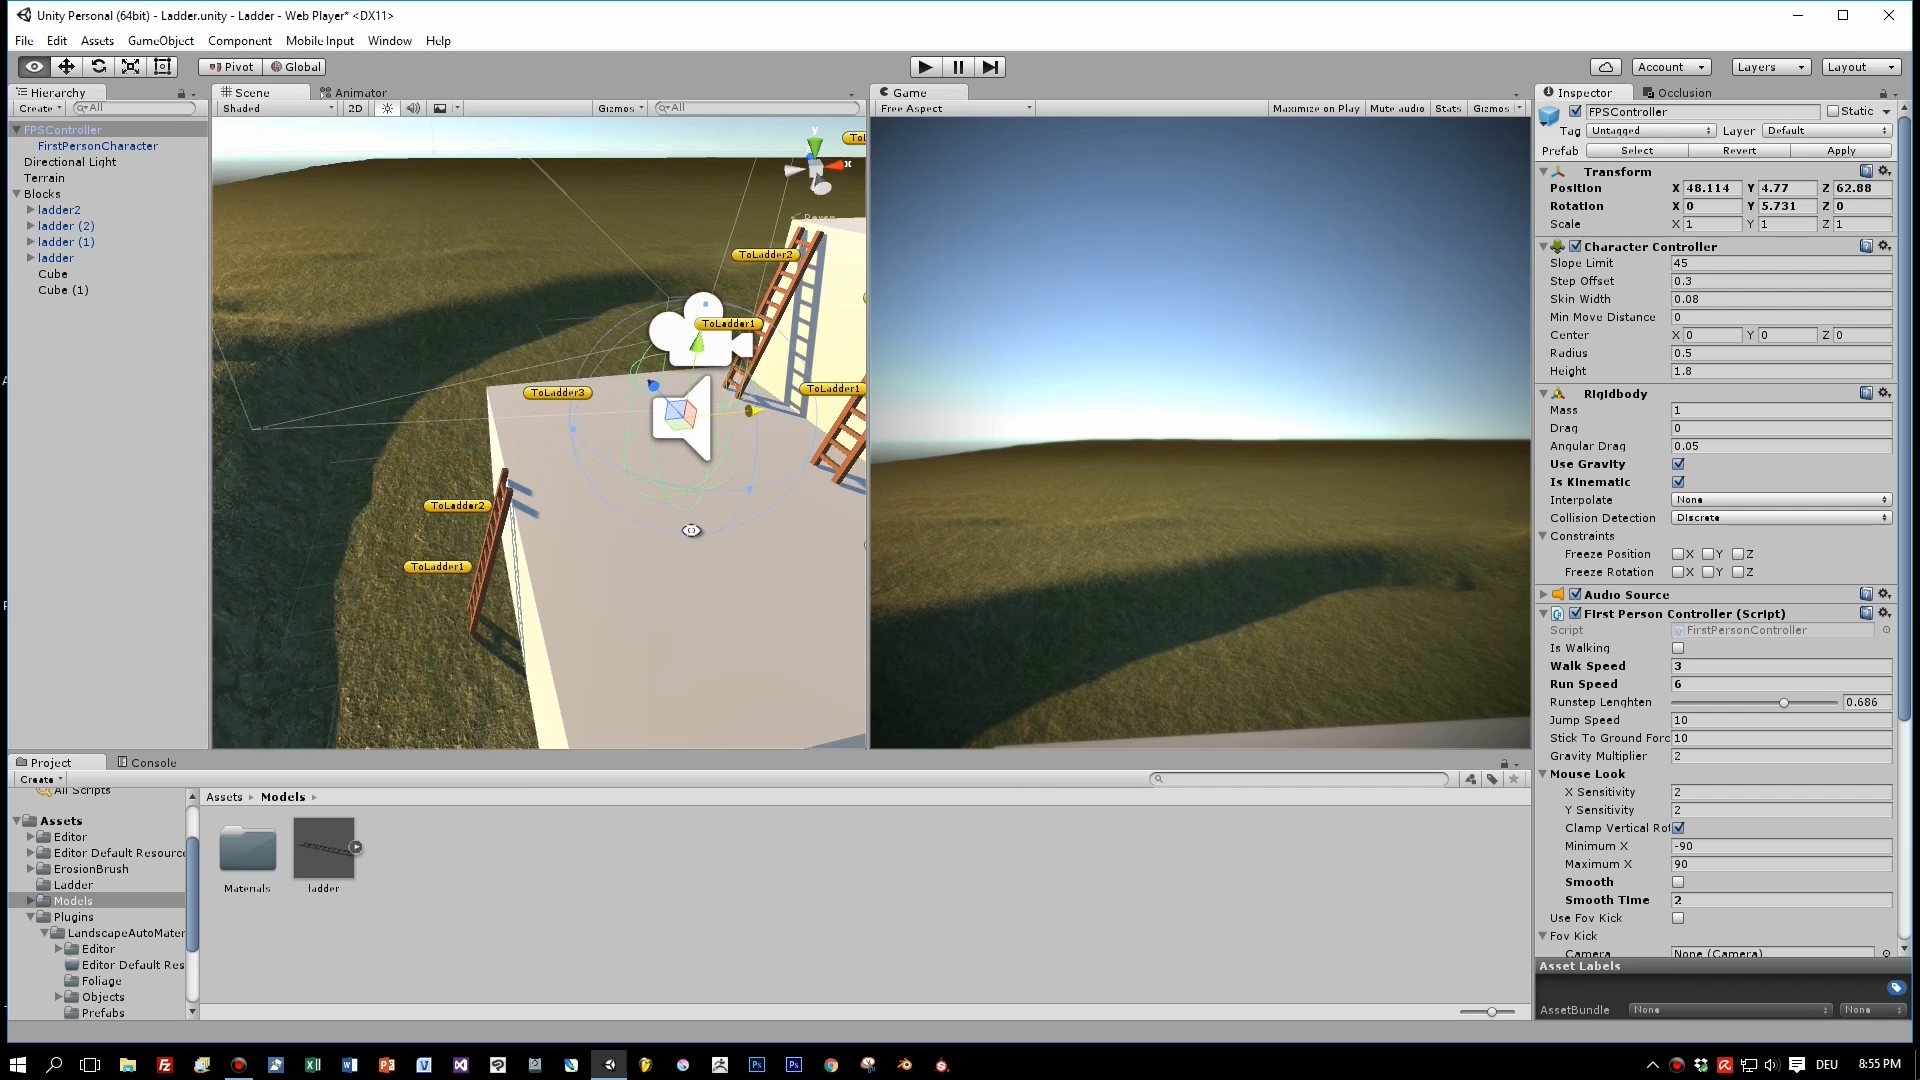 Unity Personal (64bit) - Ladder.unity - Ladder - Web Player* <DX11>
File Edit Assets GameObject Component Mobile Input Window Help
Pivot Global
Account Layers Layout
Hierarchy
Create All
FPSController
FirstPersonCharacter
Directional Light
Terrain
Blocks
ladder2
ladder (2)
ladder (1)
ladder
Cube
Cube (1)
Scene Animator
Shaded 2D Gizmos All
y
x
Persp
ToLadder2
ToLadder1
ToLadder1
ToLadder3
ToLadder2
ToLadder1
Game
Free Aspect Maximize on Play Mute audio Stats Gizmos
Inspector Occlusion
FPSController Static
Tag Untagged Layer Default
Prefab Select Revert Apply
Transform
Position X 48.114 Y 4.77 Z 62.88
Rotation X 0 Y 5.731 Z 0
Scale X 1 Y 1 Z 1
Character Controller
Slope Limit 45
Step Offset 0.3
Skin Width 0.08
Min Move Distance 0
Center X 0 Y 0 Z 0
Radius 0.5
Height 1.8
Rigidbody
Mass 1
Drag 0
Angular Drag 0.05
Use Gravity
Is Kinematic
Interpolate None
Collision Detection Discrete
Constraints
Freeze Position X Y Z
Freeze Rotation X Y Z
Audio Source
First Person Controller (Script)
Script FirstPersonController
Is Walking
Walk Speed 3
Run Speed 6
Runstep Lenghten 0.686
Jump Speed 10
Stick To Ground Forc 10
Gravity Multiplier 2
Mouse Look
X Sensitivity 2
Y Sensitivity 2
Clamp Vertical Rot
Minimum X -90
Maximum X 90
Smooth
Smooth Time 2
Use Fov Kick
Fov Kick
Camera None (Camera)
Asset Labels
AssetBundle None None
Project Console
Create
All Scripts
Assets
Editor
Editor Default Resource
ErosionBrush
Ladder
Models
Plugins
LandscapeAutoMater
Editor
Editor Default Res
Foliage
Objects
Prefabs
Assets Models
Materials
ladder
DEU 8:55 PM